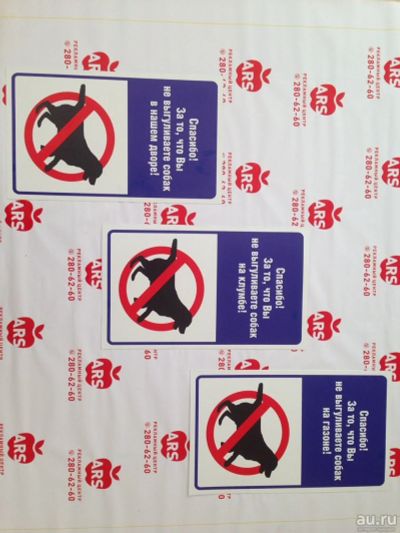 Спасибо!
За то, что Вы
не выгуливаете собак
в нашем дворе!
Спасибо!
За то, что Вы
не выгуливаете собак
на клумбе!
Спасибо!
За то, что Вы
не выгуливаете собак
на газоне!
ARS
РЕКЛАМНЫЙ ЦЕНТР
280-62-60
au.ru